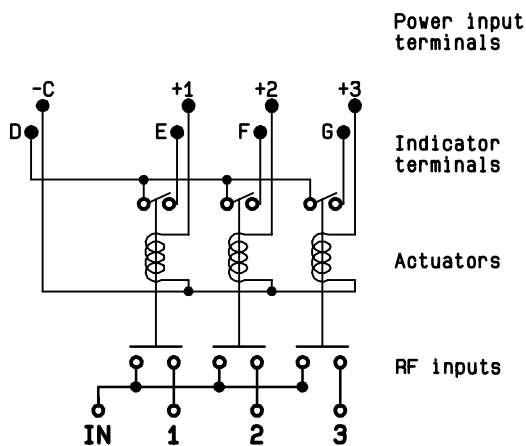 Power input
terminals
-C +1 +2 +3
D E F G
Indicator
terminals
Actuators
RF inputs
IN 1 2 3